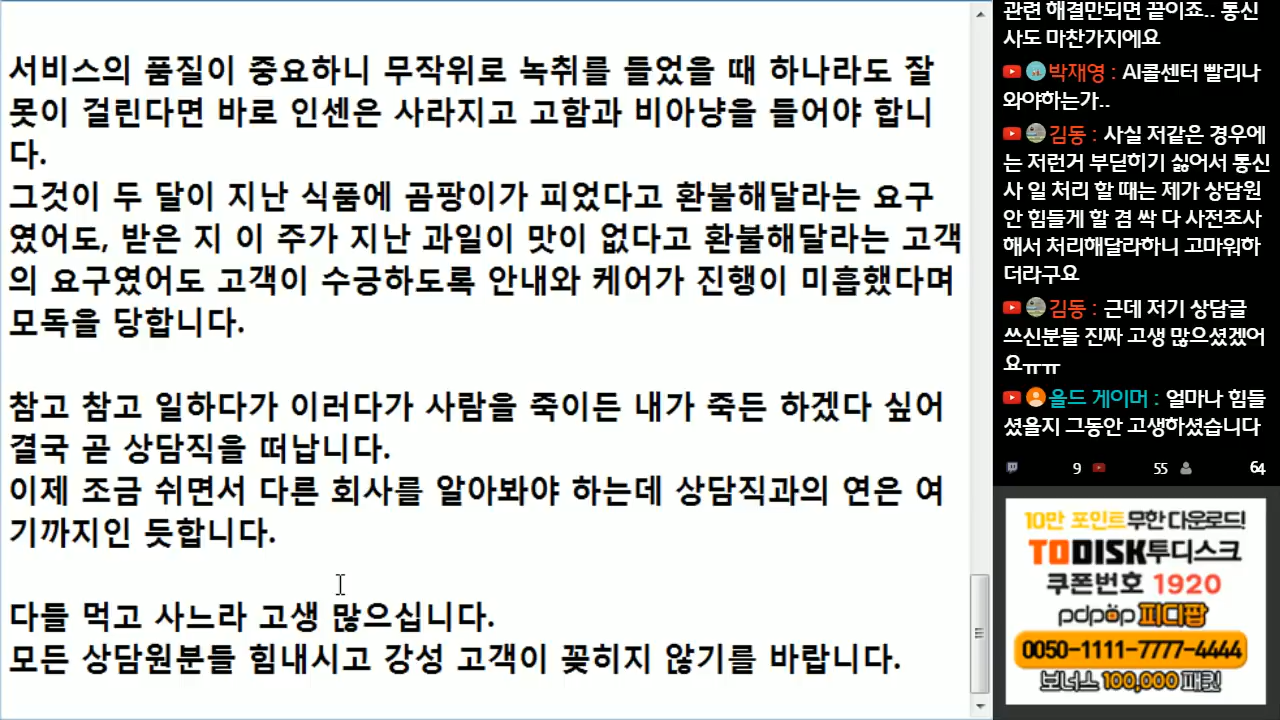 서비스의 품질이 중요하니 무작위로 녹취를 들었을 때 하나라도 잘
못이 걸린다면 바로 인센은 사라지고 고함과 비아냥을 들어야 합니
다.
그것이 두 달이 지난 식품에 곰팡이가 피었다고 환불해달라는 요구
였어도, 받은 지 이 주가 지난 과일이 맛이 없다고 환불해달라는 고객
의 요구였어도 고객이 수긍하도록 안내와 케어가 진행이 미흡했다며
모독을 당합니다.
참고 참고 일하다가 이러다가 사람을 죽이든 내가 죽든 하겠다 싶어
결국 곧 상담직을 떠납니다.
이제 조금 쉬면서 다른 회사를 알아봐야 하는데 상담직과의 연은 여
기까지인 듯합니다.
다들 먹고 사느라 고생 많으십니다.
모든 상담원분들 힘내시고 강성 고객이 꽂히지 않기를 바랍니다.
관련 해결만되면 끝이죠.. 통신
사도 마찬가지에요
박재영 : AI콜센터 빨리나
와야하는가..
김동 : 사실 저같은 경우에
는 저런거 부딛히기 싫어서 통신
사 일 처리 할 때는 제가 상담원
안 힘들게 할 겸 싹 다 사전조사
해서 처리해달라하니 고마워하
더라구요
김동 : 근데 저기 상담글
쓰신분들 진짜 고생 많으셨겠어
요ㅠㅠ
올드 게이머 : 얼마나 힘들
셨을지 그동안 고생하셨습니다
9 55 64
10만 포인트무한다운로드!
TODISK투디스크
쿠폰번호 1920
pdpop 피디팝
0050-1111-7777-4444
보너스 100,000 패킷